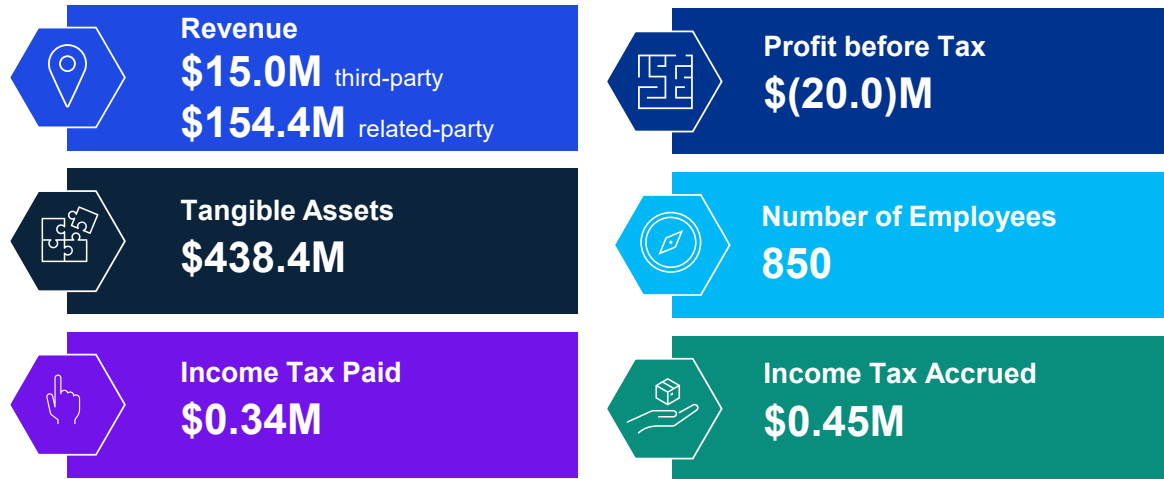 Revenue
$15.0M third-party
$154.4M related-party
Profit before Tax
$(20.0)M
Tangible Assets
$438.4M
Number of Employees
850
Income Tax Paid
$0.34M
Income Tax Accrued
$0.45M